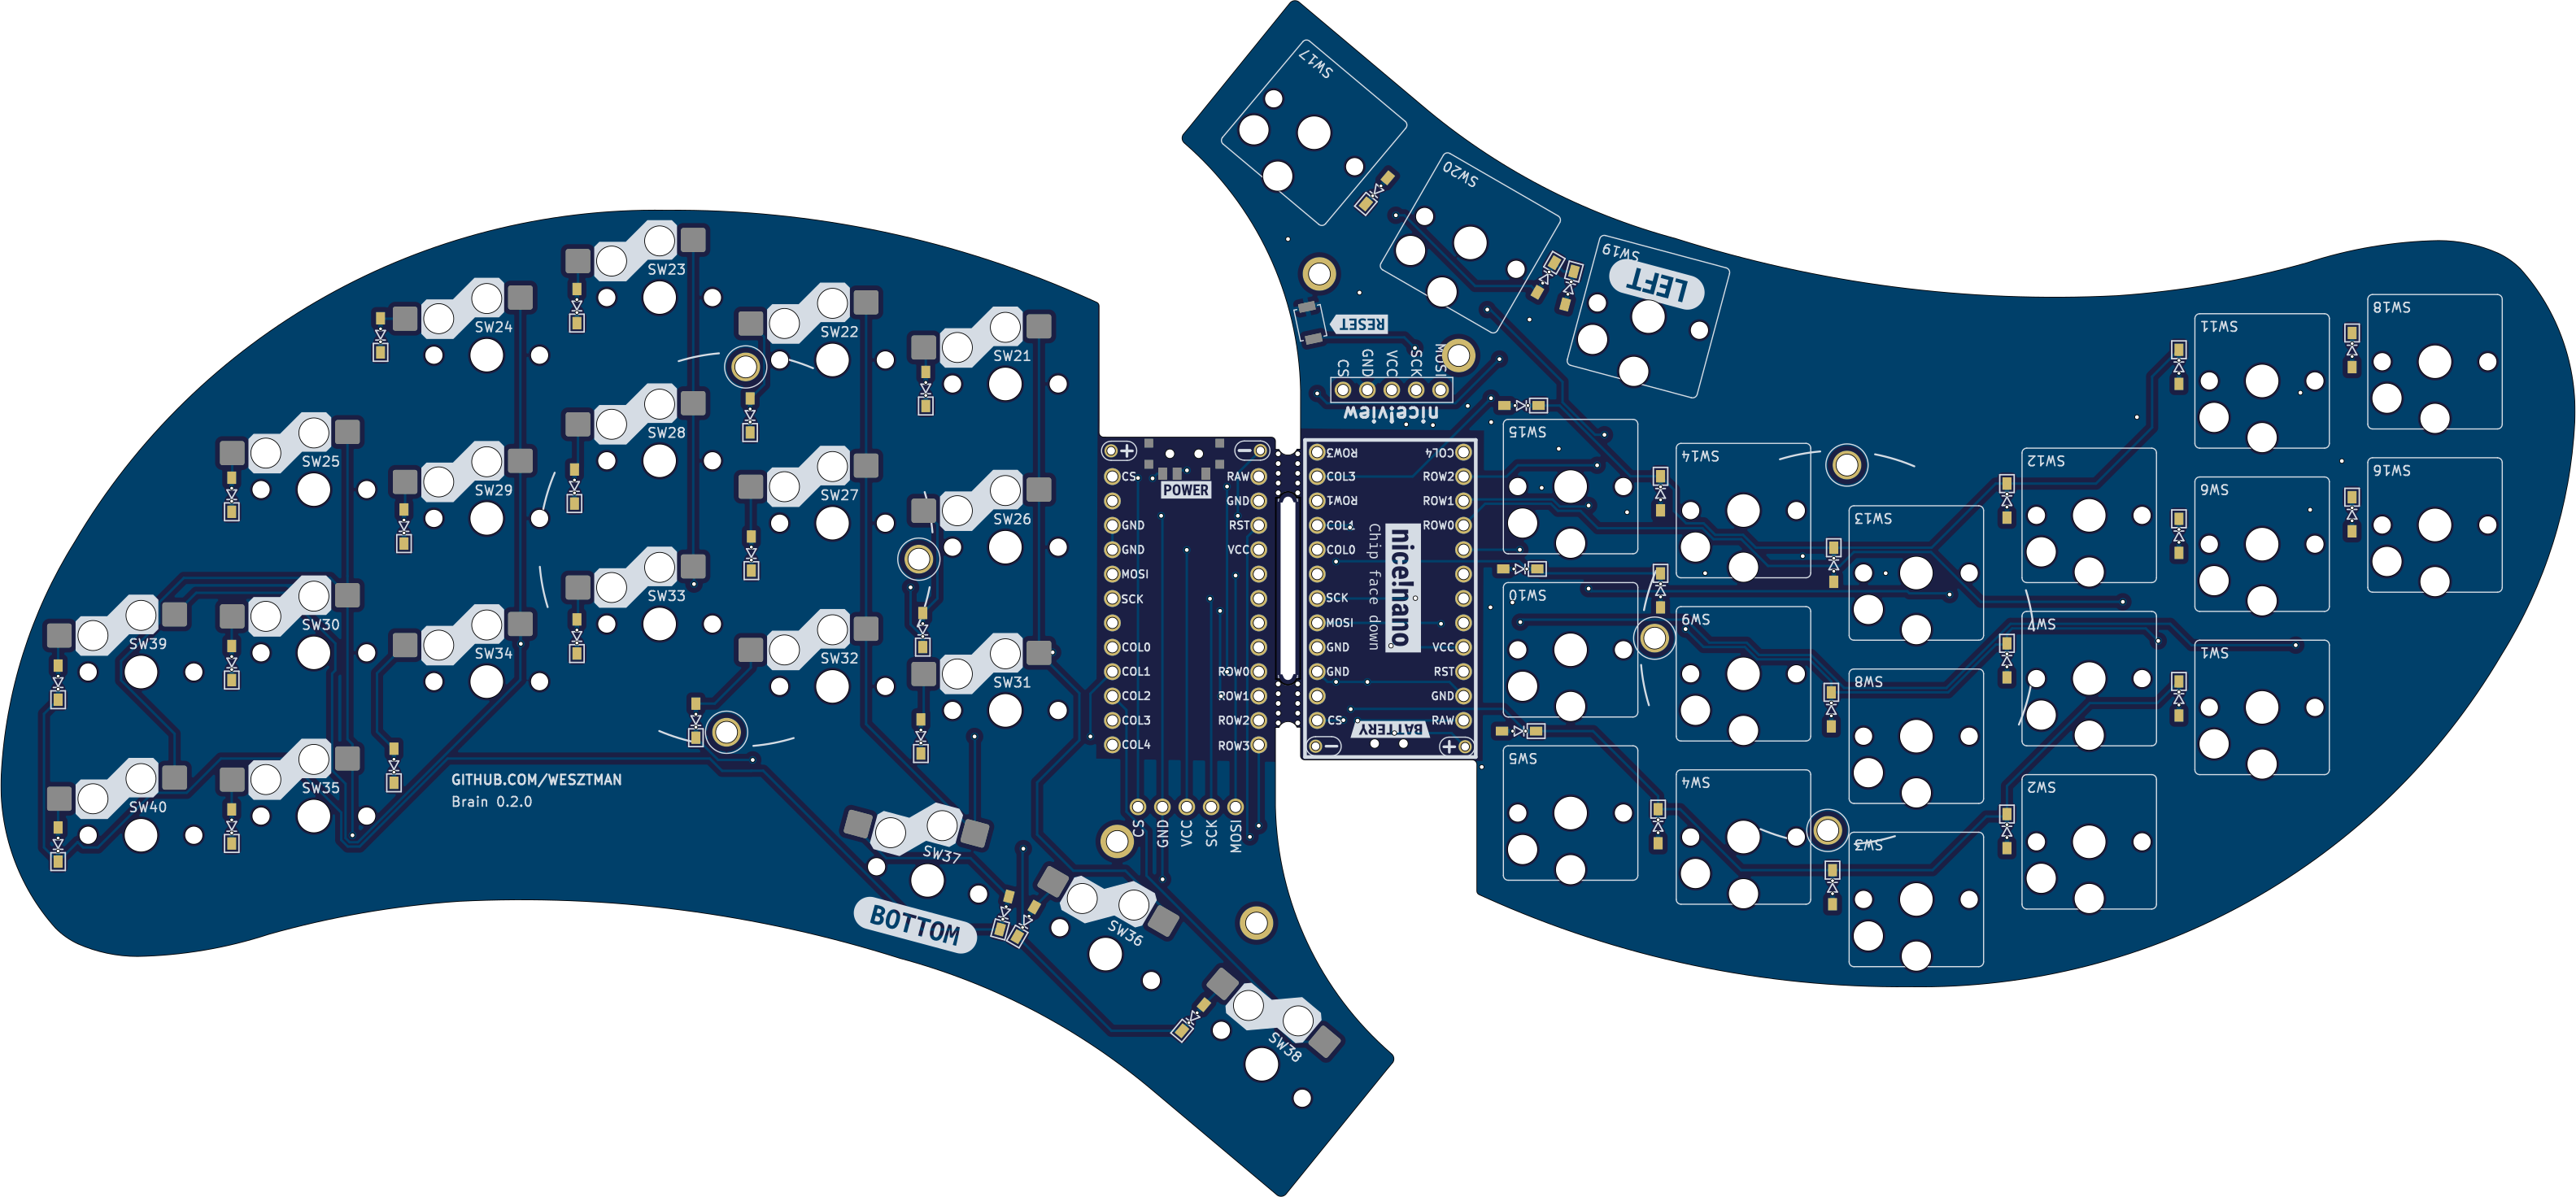 SW17
SW20
SW19
LEFT
RESET
CS
GND
VCC
SCK
MOSI
nice!view
SW23
SW24
SW22
SW21
SW25
SW28
SW29
SW27
SW26
SW39
SW30
SW34
SW33
SW32
SW31
SW40
SW35
GITHUB.COM/WESZTMAN
Brain 0.2.0
SW37
SW36
SW38
BOTTOM
+
−
CS
POWER
RAW
GND
GND
RST
GND
VCC
MOSI
SCK
COL0
COL1
ROW0
COL2
ROW1
COL3
ROW2
COL4
ROW3
CS
GND
VCC
SCK
MOSI
ROW3
COL4
COL3
ROW2
ROW1
ROW1
COL1
ROW0
COL0
SCK
MOSI
GND
VCC
GND
RST
GND
CS
RAW
nice!nano
Chip face down
BATTERY
−
+
SW15
SW14
SW13
SW12
SW11
SW18
SW10
SW9
SW8
SW7
SW6
SW16
SW5
SW4
SW3
SW2
SW1